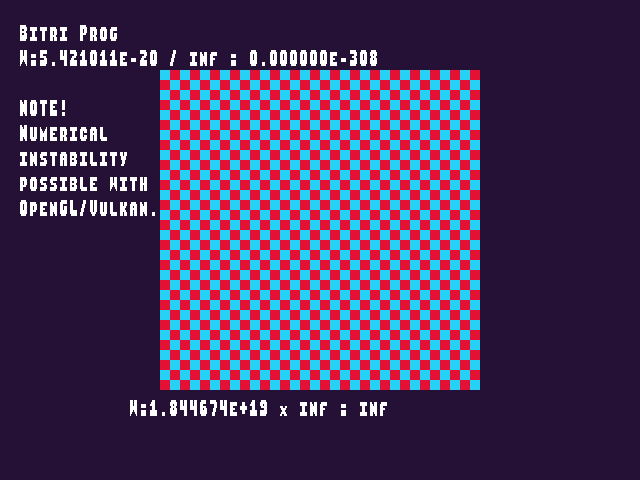 Bitri Prog
W:5.421011e-20 / inf : 0.000000e-308
NOTE!
Numerical
instability
possible with
OpenGL/Vulkan.
W:1.844674e+19 x inf : inf